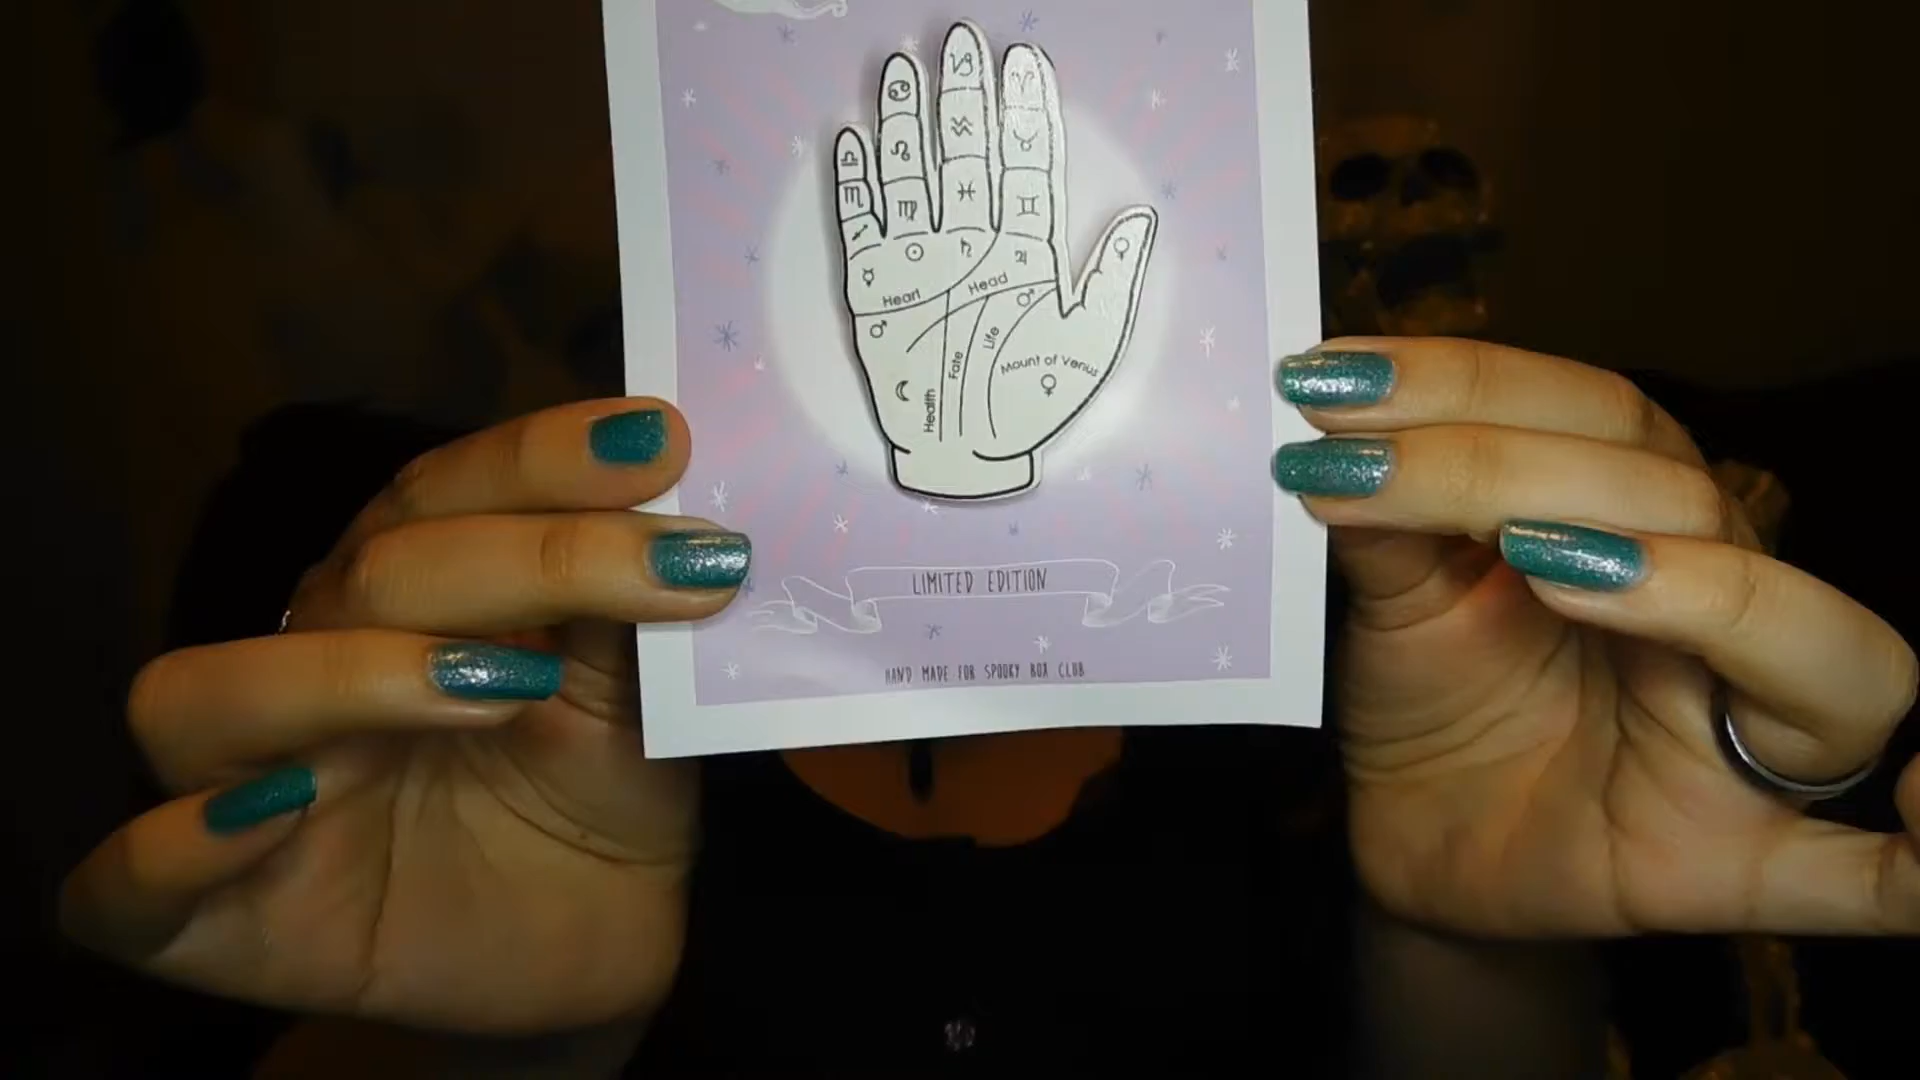 Heart
Head
Life
Fate
Health
Mount of Venus
LIMITED EDITION
HAND MADE FOR SPOOKY BOX CLUB